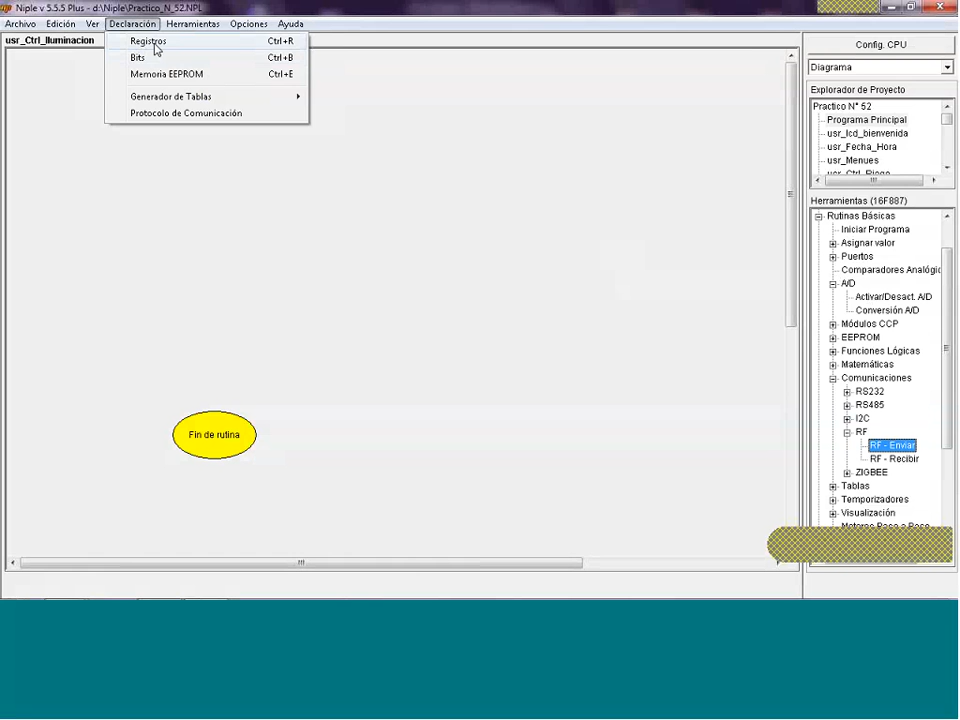 Niple v 5.5.5 Plus - d:\Niple\Practico_N_52.NPL
Archivo Edición Ver Declaración Herramientas Opciones Ayuda
usr_Ctrl_Iluminacion
Registros Ctrl+R
Bits Ctrl+B
Memoria EEPROM Ctrl+E
Generador de Tablas
Protocolo de Comunicación
Fin de rutina
Config. CPU
Diagrama
Explorador de Proyecto
Practico N° 52
Programa Principal
usr_lcd_bienvenida
usr_Fecha_Hora
usr_Menues
usr_Ctrl_Riego
Herramientas (16F887)
Rutinas Básicas
Iniciar Programa
Asignar valor
Puertos
Comparadores Analógic
A/D
Activar/Desact. A/D
Conversión A/D
Módulos CCP
EEPROM
Funciones Lógicas
Matemáticas
Comunicaciones
RS232
RS485
I2C
RF
RF - Enviar
RF - Recibir
ZIGBEE
Tablas
Temporizadores
Visualización
Motores Paso a Paso